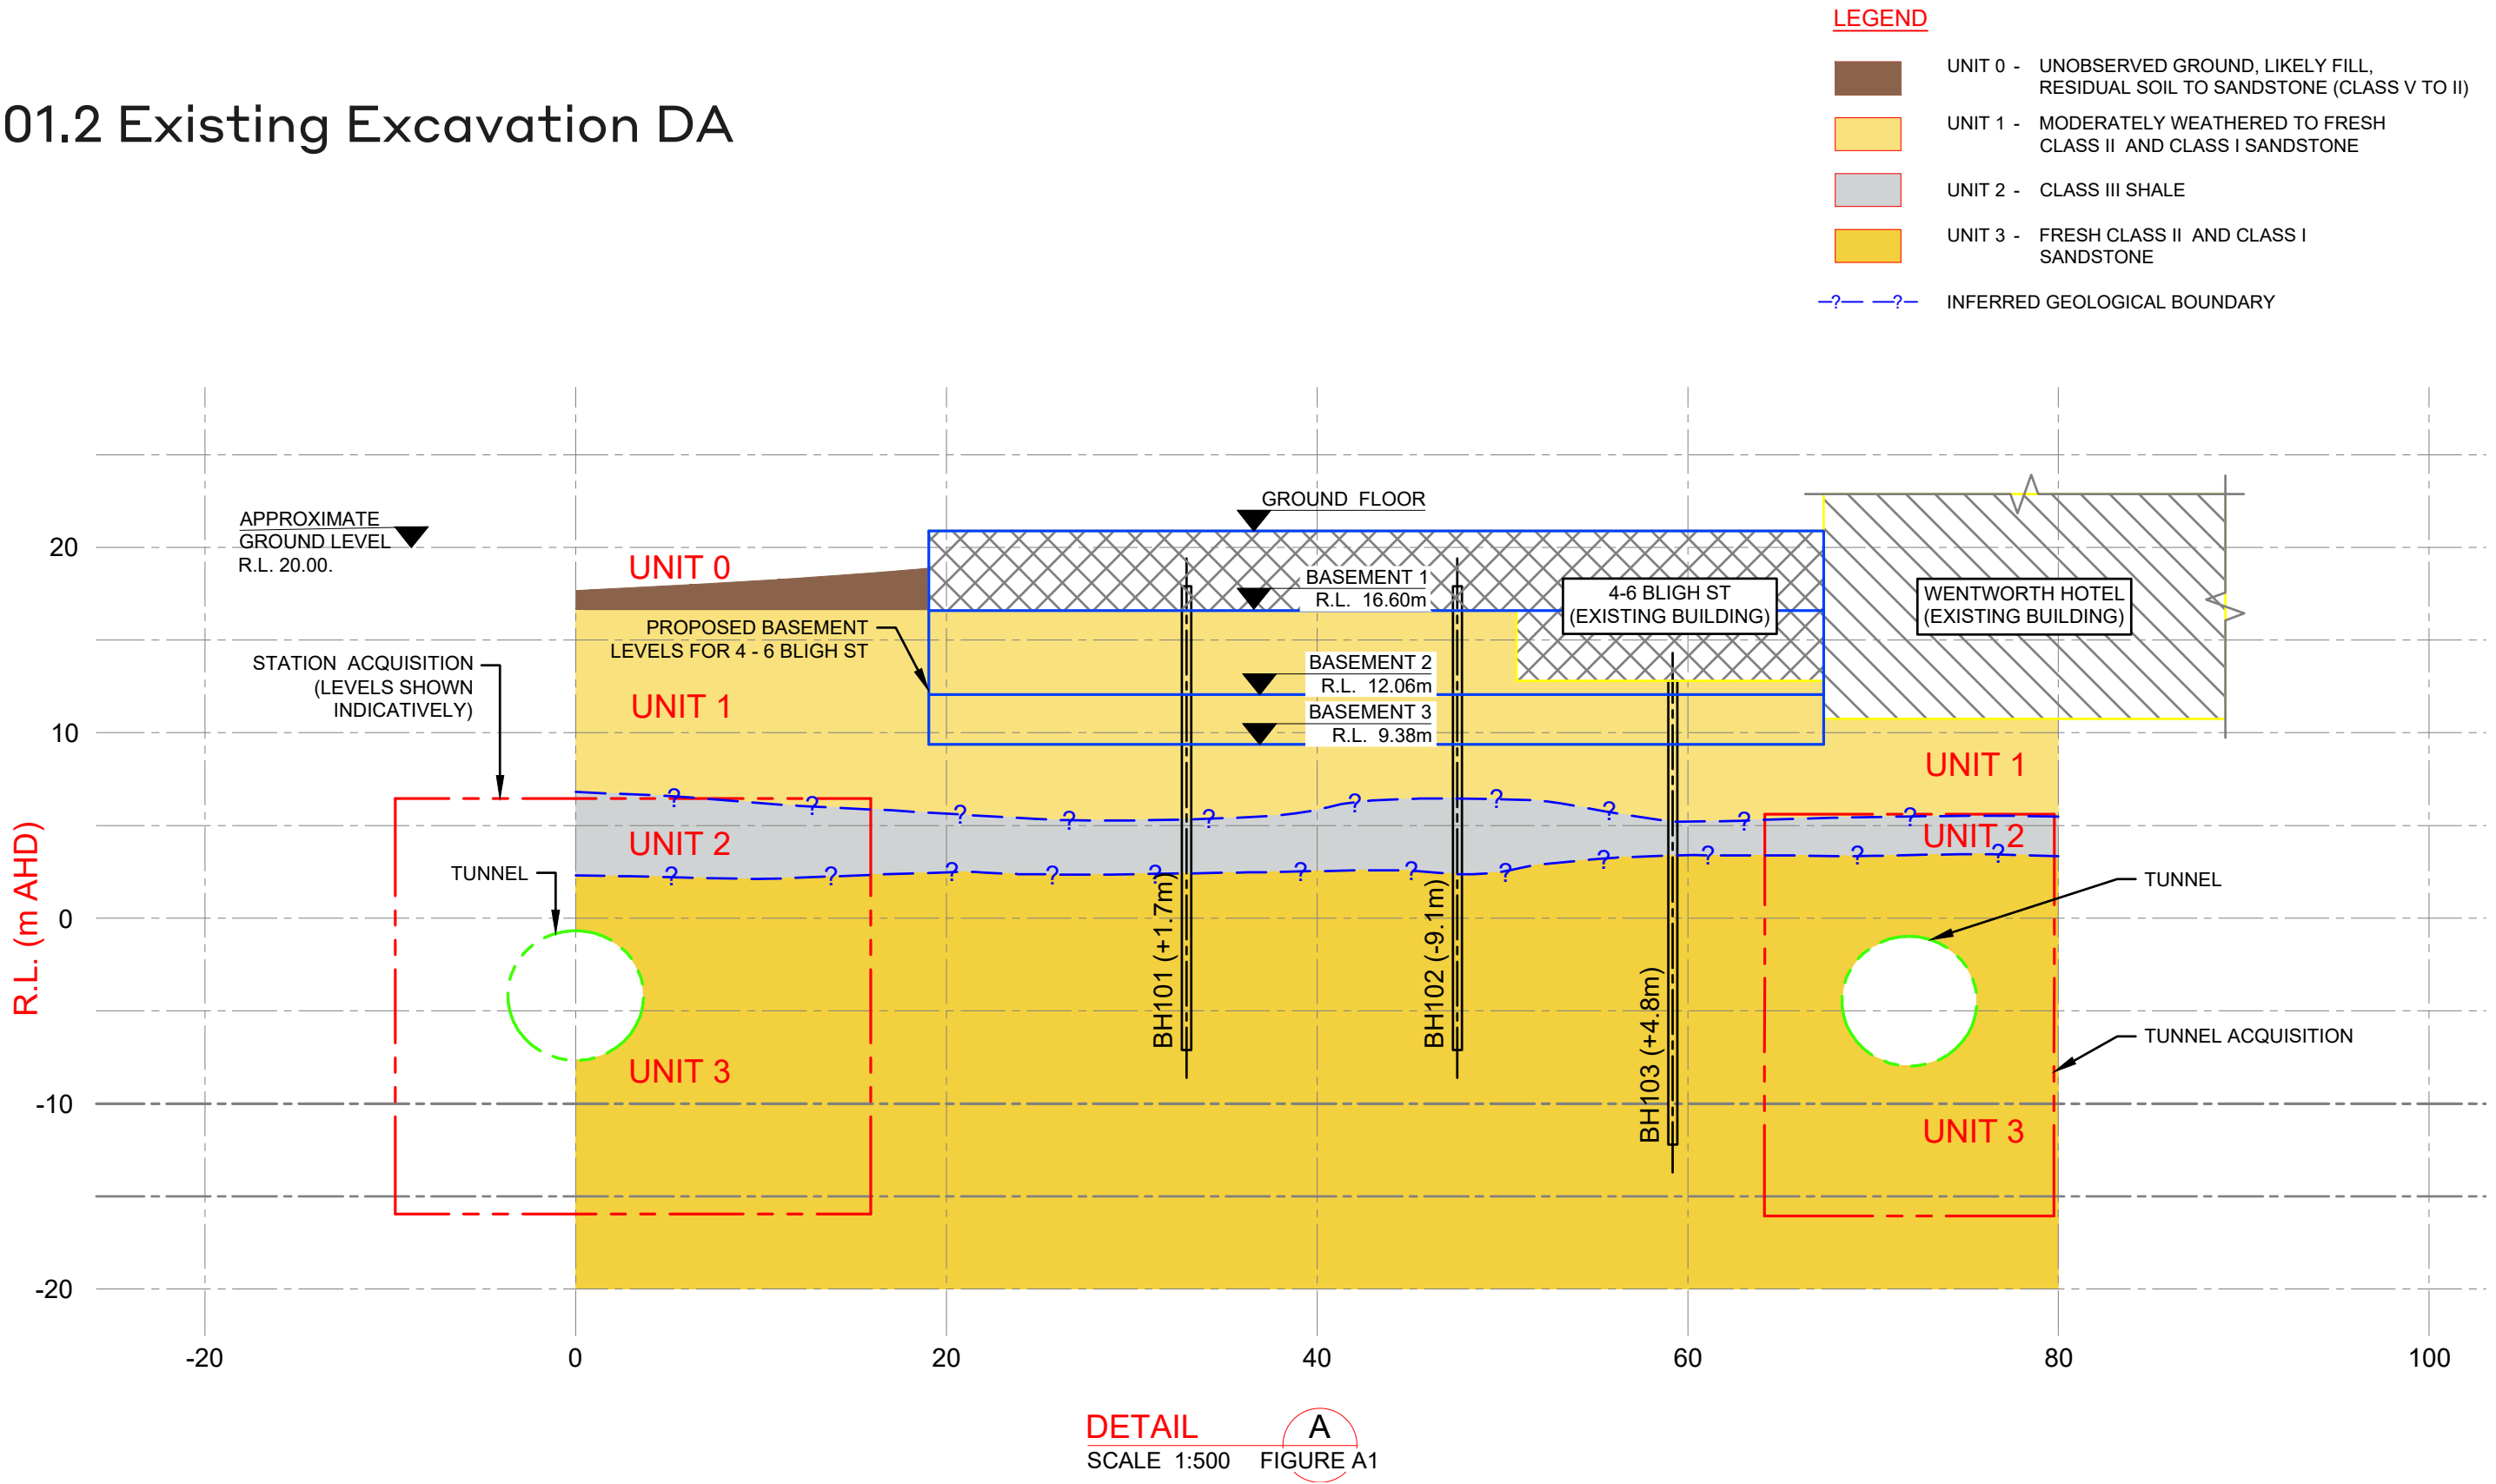 LEGEND
UNIT 0 - UNOBSERVED GROUND, LIKELY FILL,
RESIDUAL SOIL TO SANDSTONE (CLASS V TO II)
UNIT 1 - MODERATELY WEATHERED TO FRESH
CLASS II AND CLASS I SANDSTONE
UNIT 2 - CLASS III SHALE
UNIT 3 - FRESH CLASS II AND CLASS I
SANDSTONE
—?— —?— INFERRED GEOLOGICAL BOUNDARY
01.2 Existing Excavation DA
GROUND FLOOR
APPROXIMATE
GROUND LEVEL
R.L. 20.00.
UNIT 0
BASEMENT 1
R.L. 16.60m
4-6 BLIGH ST
(EXISTING BUILDING)
WENTWORTH HOTEL
(EXISTING BUILDING)
PROPOSED BASEMENT
LEVELS FOR 4 - 6 BLIGH ST
STATION ACQUISITION
(LEVELS SHOWN
INDICATIVELY)
BASEMENT 2
R.L. 12.06m
UNIT 1
BASEMENT 3
R.L. 9.38m
UNIT 1
UNIT 2
UNIT 2
? ? ? ? ? ? ? ? ? ?
? ? ? ? ? ? ? ? ? ? ? ?
TUNNEL
TUNNEL
BH101 (+1.7m)
BH102 (-9.1m)
BH103 (+4.8m)
TUNNEL ACQUISITION
UNIT 3
UNIT 3
R.L. (m AHD)
20
10
0
-10
-20
-20 0 20 40 60 80 100
DETAIL A
SCALE 1:500 FIGURE A1